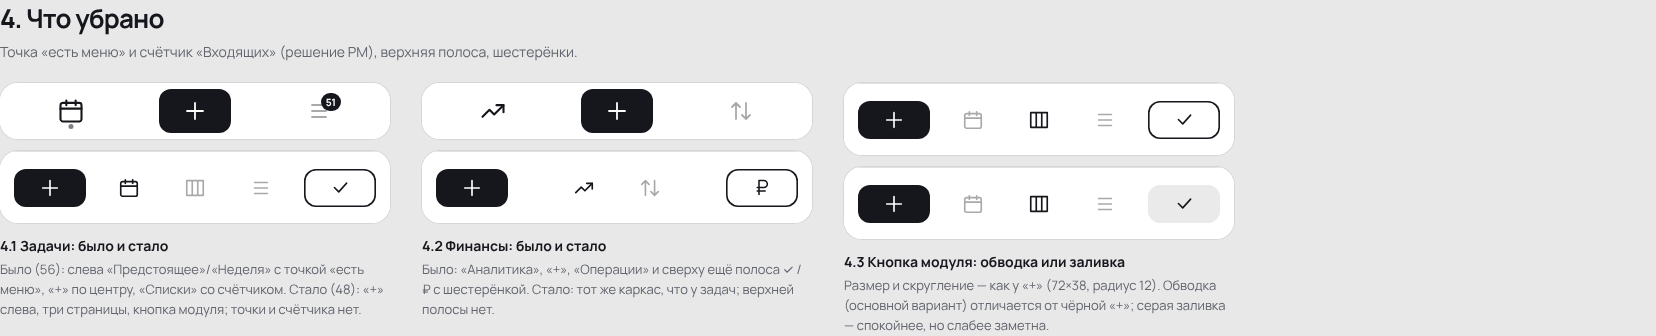 4. Что убрано
Точка «есть меню» и счётчик «Входящих» (решение PM), верхняя полоса, шестерёнки.
51
₽
4.1 Задачи: было и стало
Было (56): слева «Предстоящее»/«Неделя» с точкой «есть
меню», «+» по центру, «Списки» со счётчиком. Стало (48): «+»
слева, три страницы, кнопка модуля; точки и счётчика нет.
4.2 Финансы: было и стало
Было: «Аналитика», «+», «Операции» и сверху ещё полоса ✓ /
₽ с шестерёнкой. Стало: тот же каркас, что у задач; верхней
полосы нет.
4.3 Кнопка модуля: обводка или заливка
Размер и скругление — как у «+» (72×38, радиус 12). Обводка
(основной вариант) отличается от чёрной «+»; серая заливка
— спокойнее, но слабее заметна.